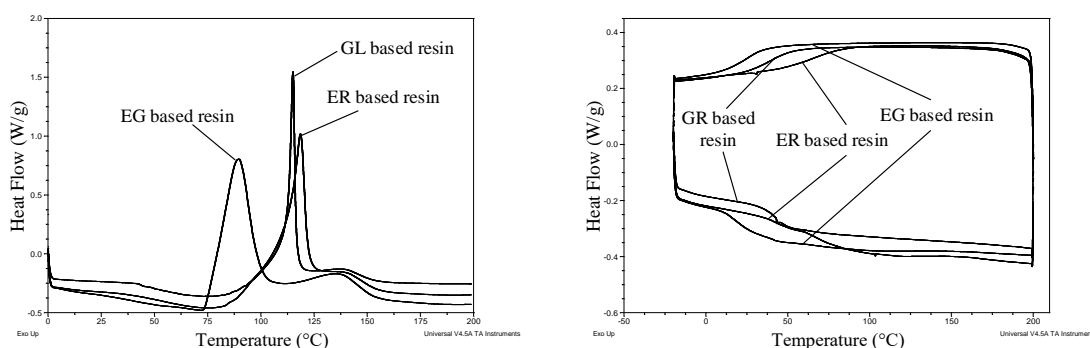 2.0
1.5
1.0
0.5
0.0
-0.5
Heat Flow (W/g)
GL based resin
ER based resin
EG based resin
0 25 50 75 100 125 150 175 200
Exo Up
Temperature (°C)
Universal V4.5A TA Instruments
0.4
0.2
0.0
-0.2
-0.4
-0.6
Heat Flow (W/g)
GR based
resin
ER based resin
EG based resin
-50 0 50 100 150 200
Exo Up
Temperature (°C)
Universal V4.5A TA Instrumen